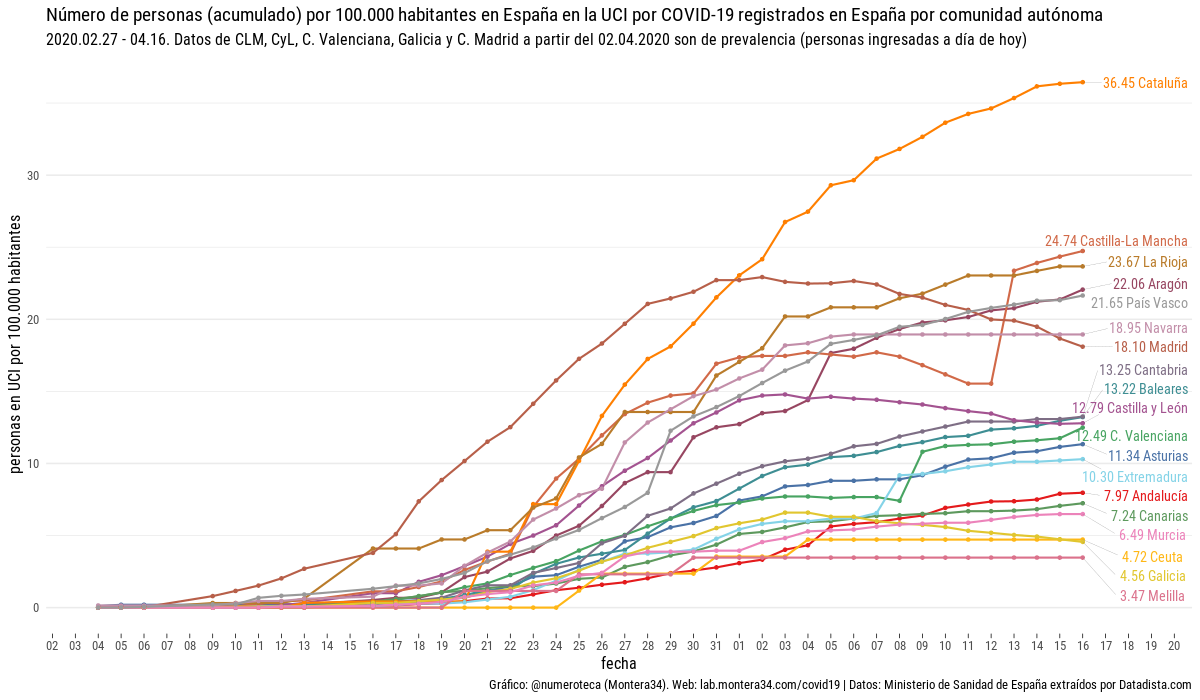 Número de personas (acumulado) por 100.000 habitantes en España en la UCI por COVID-19 registrados en España por comunidad autónoma
2020.02.27 - 04.16. Datos de CLM, CyL, C. Valenciana, Galicia y C. Madrid a partir del 02.04.2020 son de prevalencia (personas ingresadas a día de hoy)
personas en UCI por 100.000 habitantes
30
20
10
0
36.45 Cataluña
24.74 Castilla-La Mancha
23.67 La Rioja
22.06 Aragón
21.65 País Vasco
18.95 Navarra
18.10 Madrid
13.25 Cantabria
13.22 Baleares
12.79 Castilla y León
12.49 C. Valenciana
11.34 Asturias
10.30 Extremadura
7.97 Andalucía
7.24 Canarias
6.49 Murcia
4.72 Ceuta
4.56 Galicia
3.47 Melilla
02 03 04 05 06 07 08 09 10 11 12 13 14 15 16 17 18 19 20 21 22 23 24 25 26 27 28 29 30 31 01 02 03 04 05 06 07 08 09 10 11 12 13 14 15 16 17 18 19 20
fecha
Gráfico: @numeroteca (Montera34). Web: lab.montera34.com/covid19 | Datos: Ministerio de Sanidad de España extraídos por Datadista.com